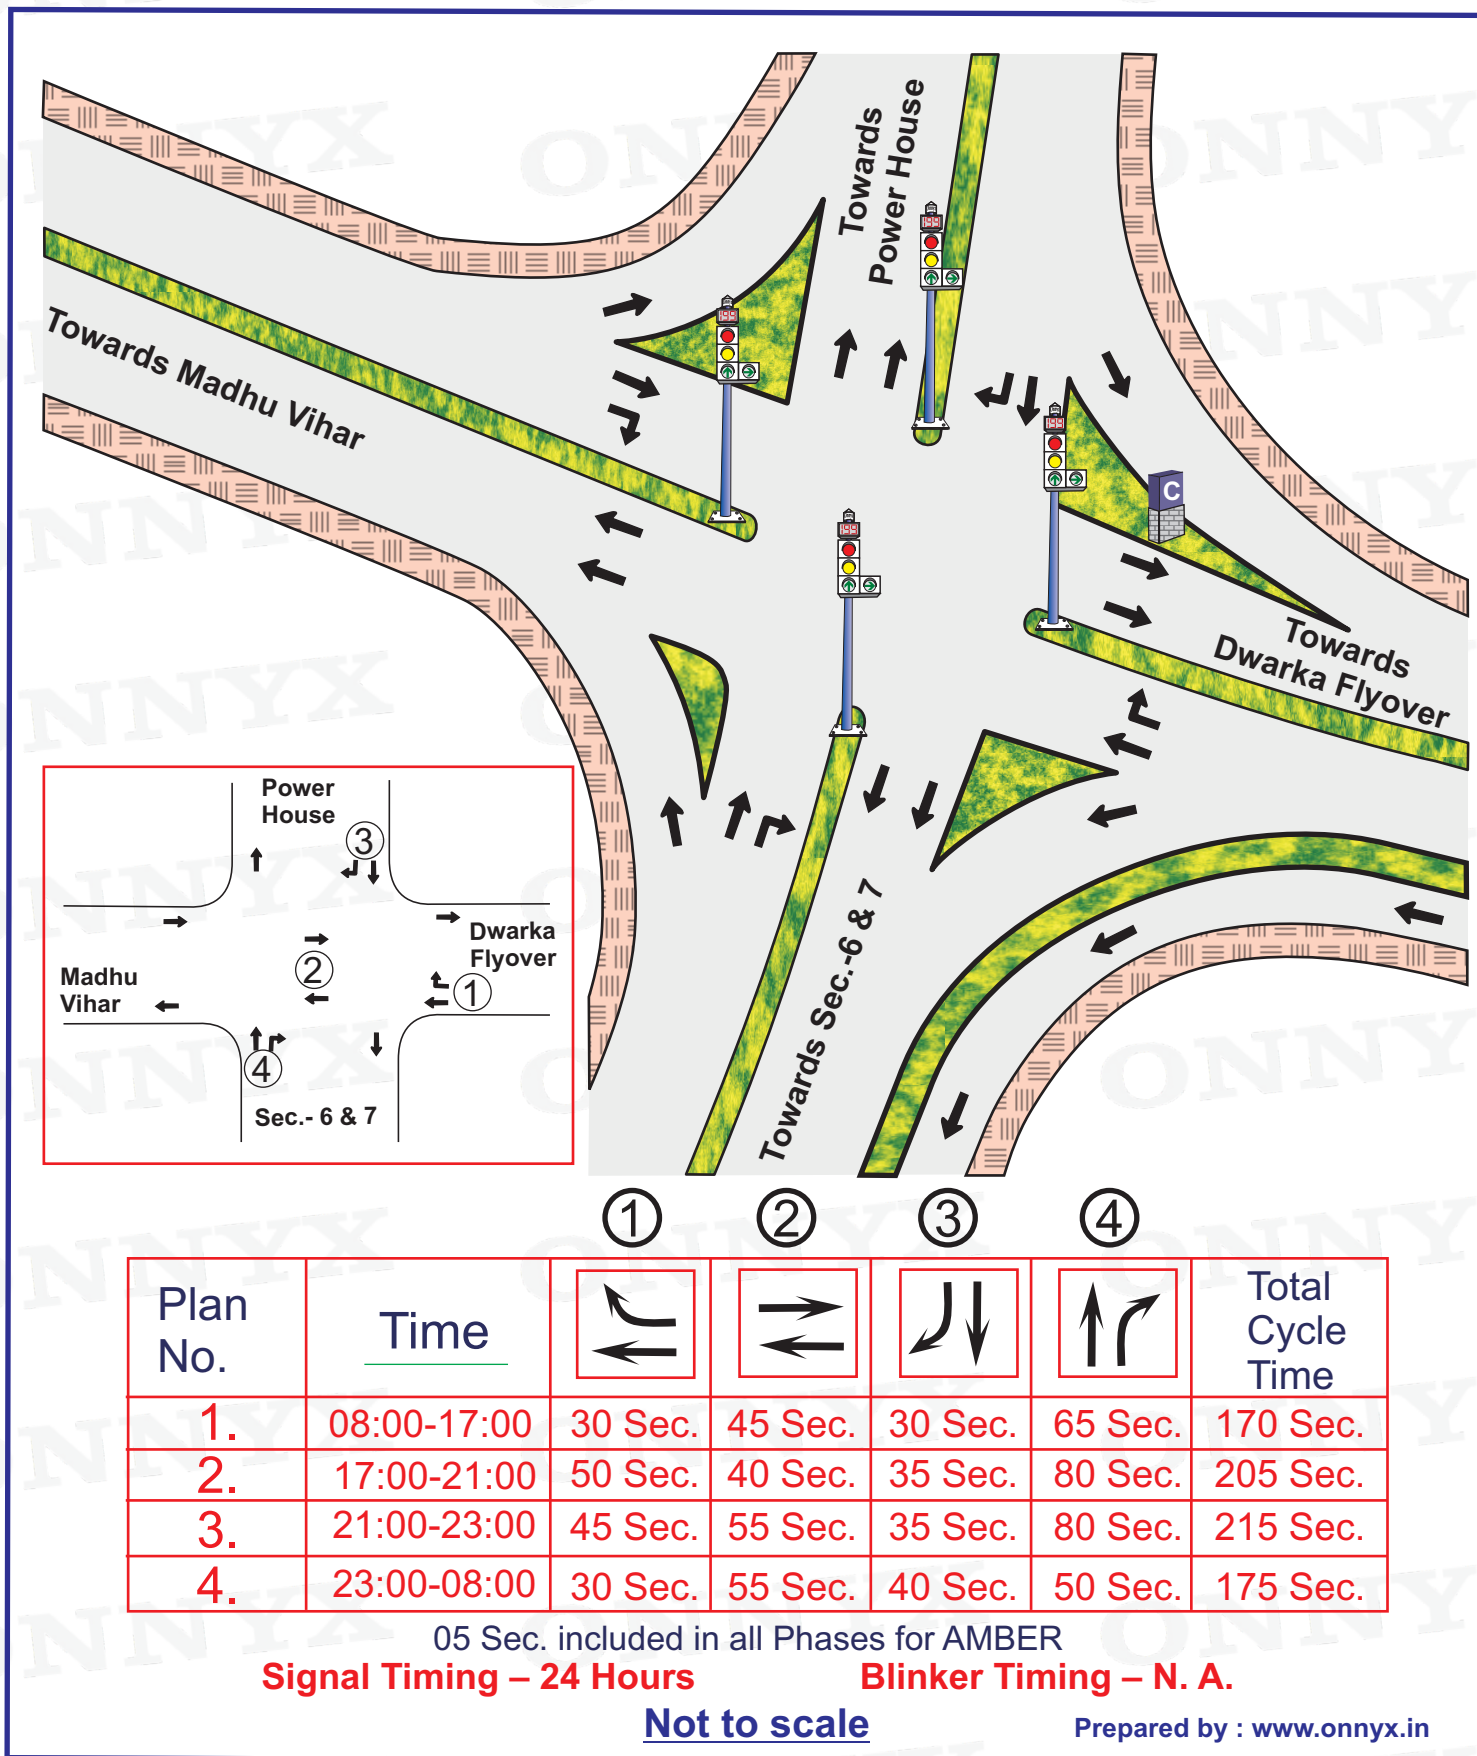 Towards
Power House
Towards Madhu Vihar
199
199
199
199
C
Towards
Dwarka Flyover
Towards Sec.-6 & 7
Power
House
3
Dwarka
Flyover
2
Madhu
Vihar
1
4
Sec.- 6 & 7
1 2 3 4
Plan No. Time Total Cycle Time
1. 08:00-17:00 30 Sec. 45 Sec. 30 Sec. 65 Sec. 170 Sec.
2. 17:00-21:00 50 Sec. 40 Sec. 35 Sec. 80 Sec. 205 Sec.
3. 21:00-23:00 45 Sec. 55 Sec. 35 Sec. 80 Sec. 215 Sec.
4. 23:00-08:00 30 Sec. 55 Sec. 40 Sec. 50 Sec. 175 Sec.
05 Sec. included in all Phases for AMBER
Signal Timing – 24 Hours Blinker Timing – N. A.
Not to scale
Prepared by : www.onnyx.in
ONNYX